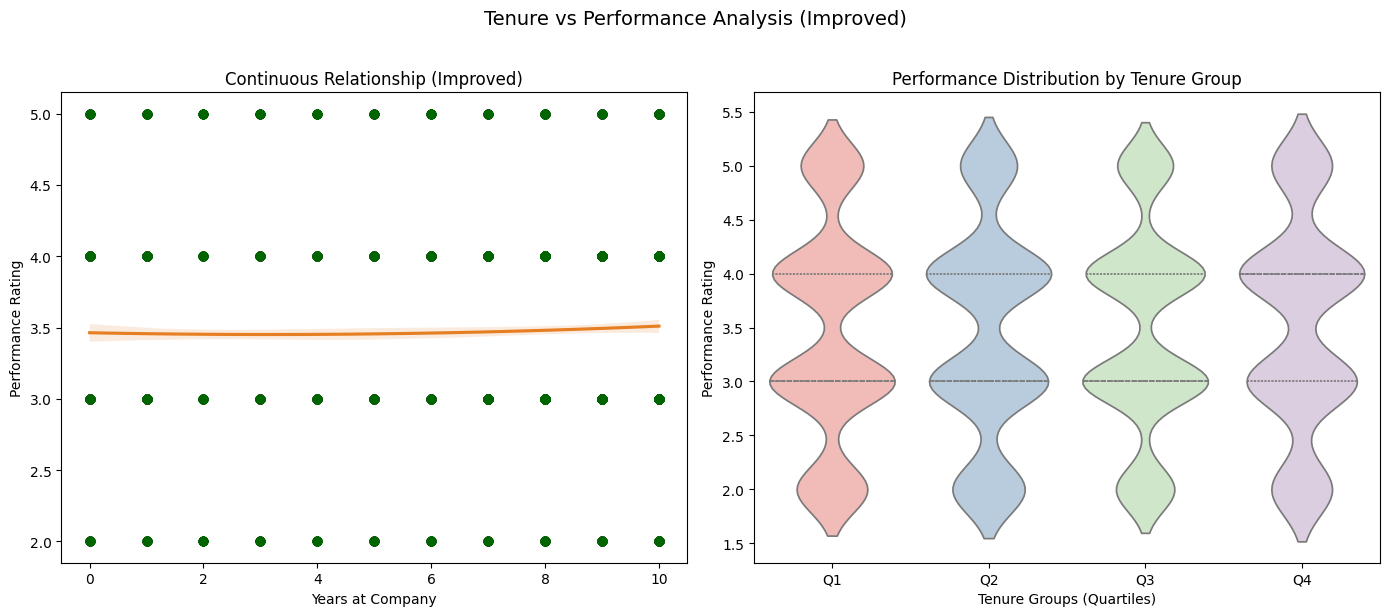 Tenure vs Performance Analysis (Improved)
Continuous Relationship (Improved)
Performance Rating
5.0
4.5
4.0
3.5
3.0
2.5
2.0
0
2
4
6
8
10
Years at Company
Performance Distribution by Tenure Group
Performance Rating
5.5
5.0
4.5
4.0
3.5
3.0
2.5
2.0
1.5
Q1
Q2
Q3
Q4
Tenure Groups (Quartiles)